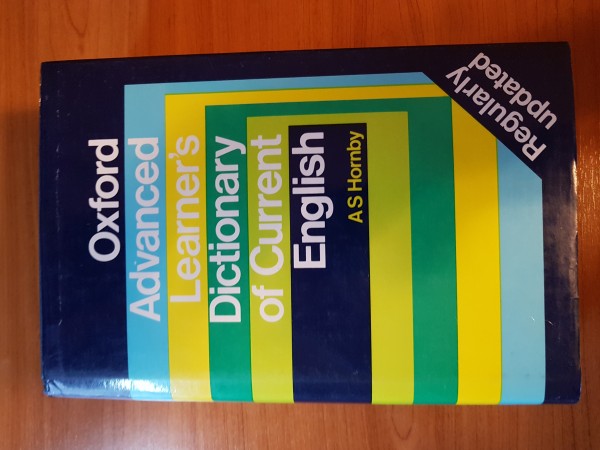 Oxford
Advanced
Learner's
Dictionary
of Current
English
A S Hornby
Regularly
updated